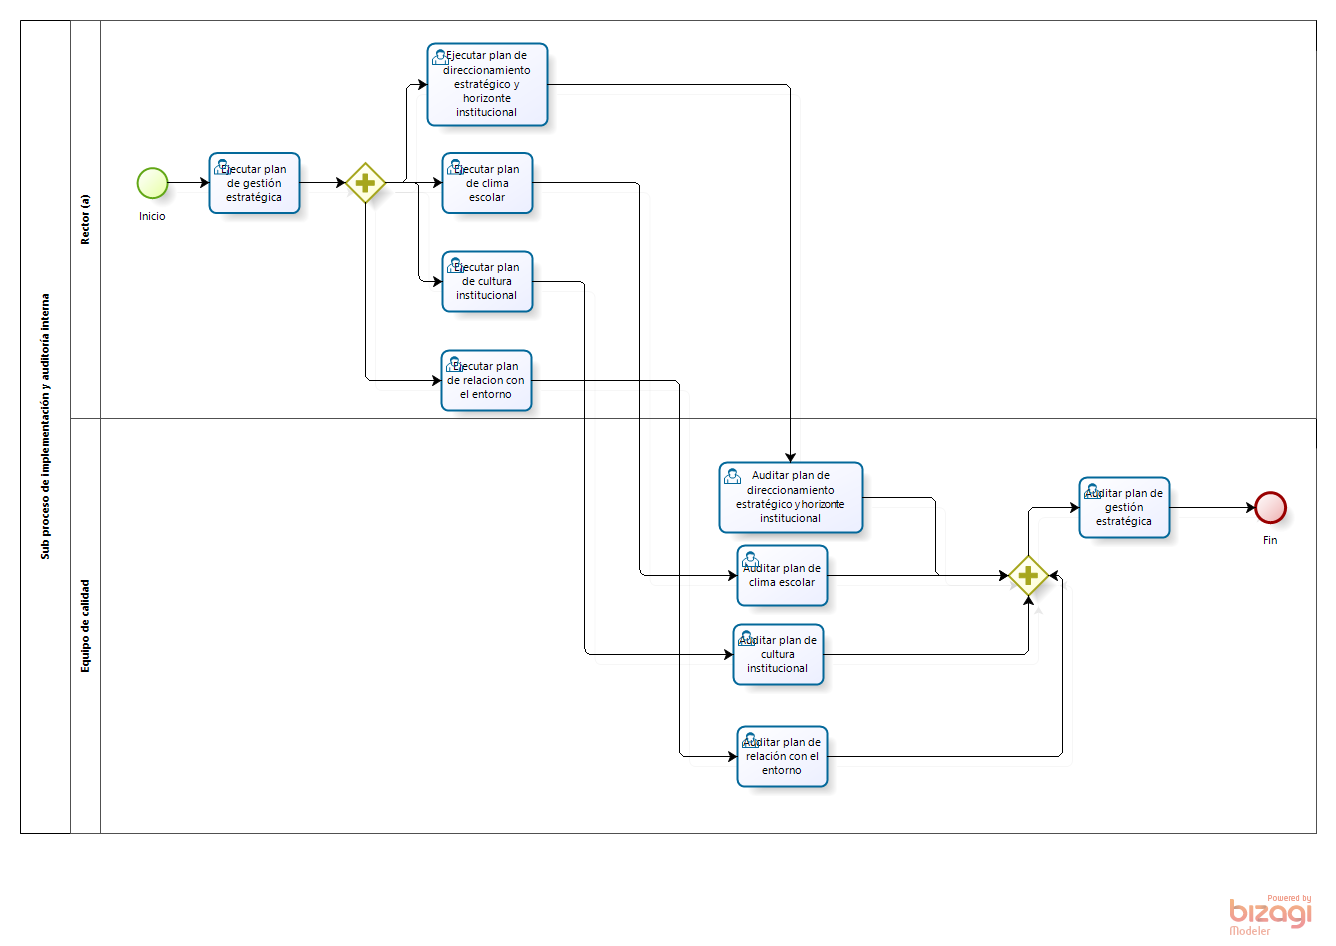 Sub proceso de implementación y auditoría interna
Rector (a)
Inicio
Ejecutar plan
de gestión
estratégica
Ejecutar plan de
direccionamiento
estratégico y
horizonte
institucional
Ejecutar plan
de clima
escolar
Ejecutar plan
de cultura
institucional
Ejecutar plan
de relacion con
el entorno
Equipo de calidad
Auditar plan de
direccionamiento
estratégico y horizonte
institucional
Auditar plan de
clima escolar
Auditar plan de
cultura
institucional
Auditar plan de
relación con el
entorno
Auditar plan de
gestión
estratégica
Fin
Powered by
bizagi
Modeler